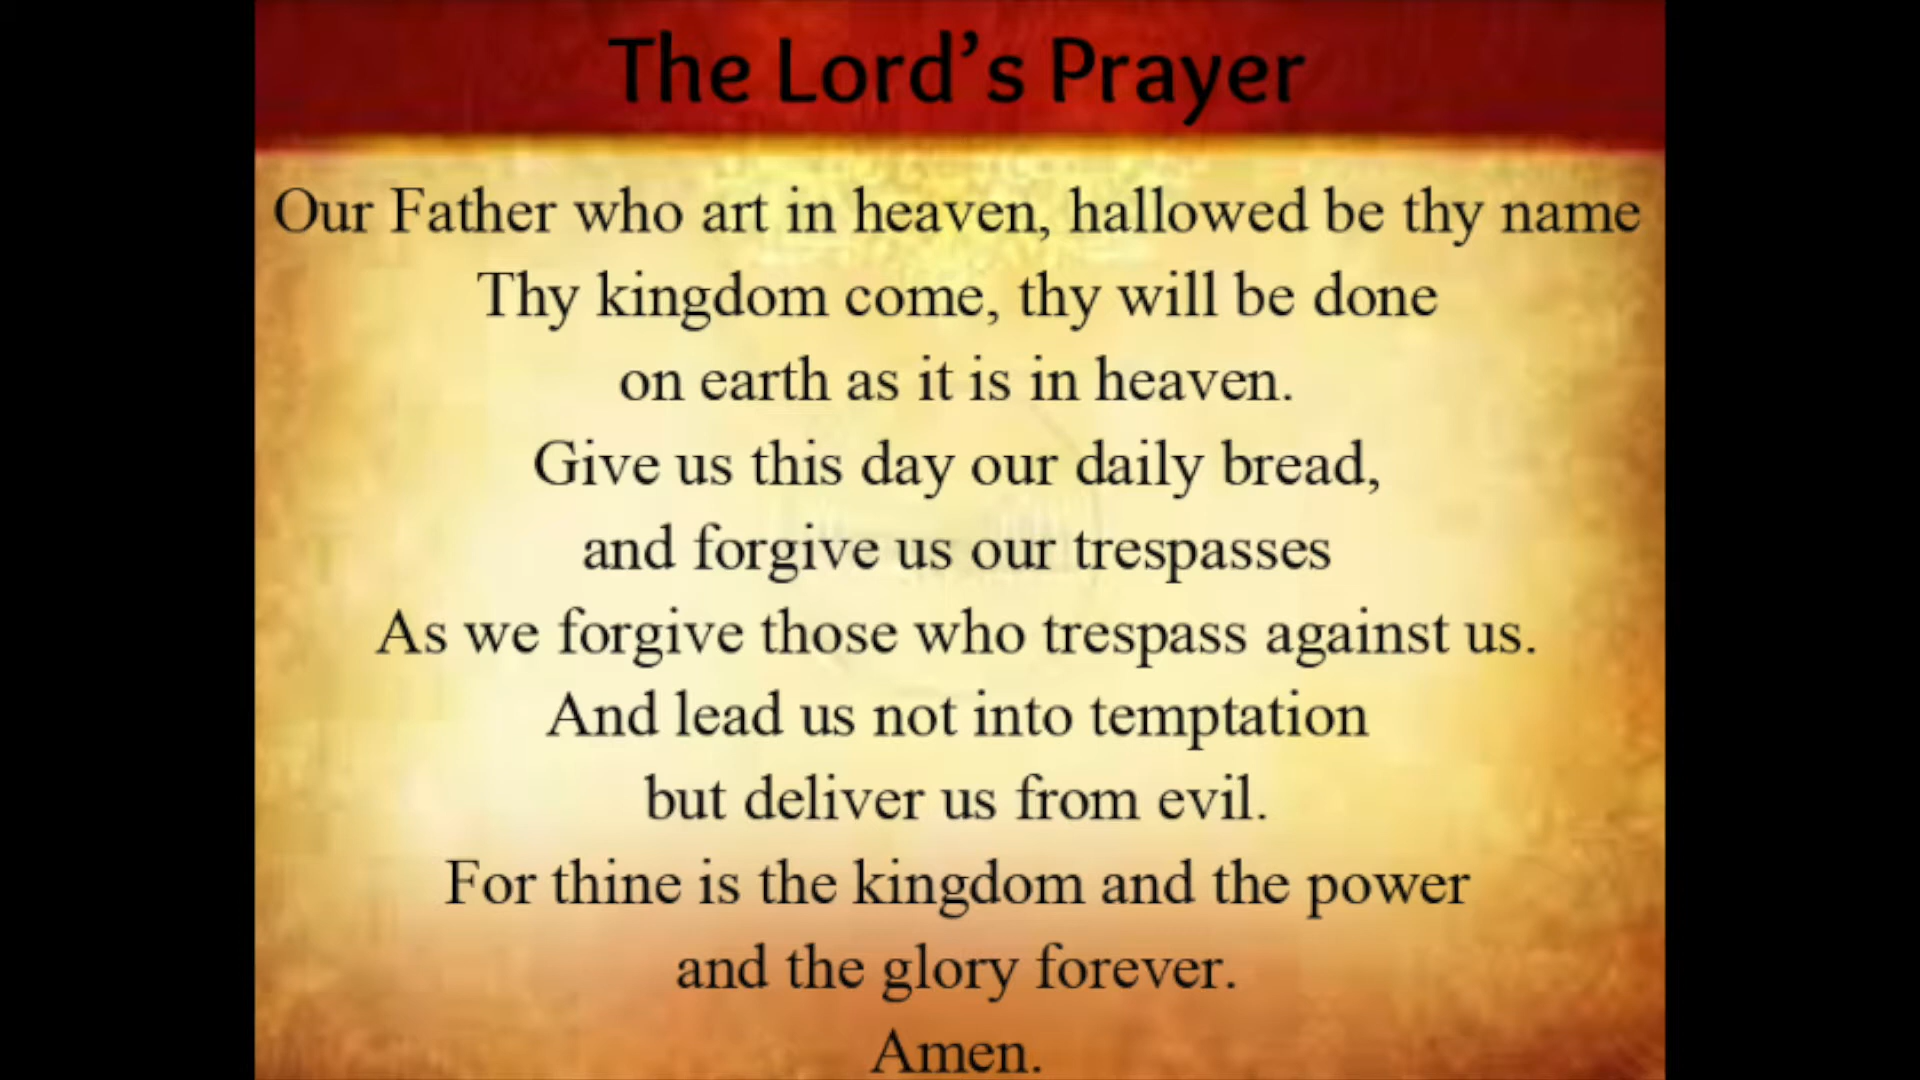 The Lord’s Prayer
Our Father who art in heaven, hallowed be thy name
Thy kingdom come, thy will be done
on earth as it is in heaven.
Give us this day our daily bread,
and forgive us our trespasses
As we forgive those who trespass against us.
And lead us not into temptation
but deliver us from evil.
For thine is the kingdom and the power
and the glory forever.
Amen.